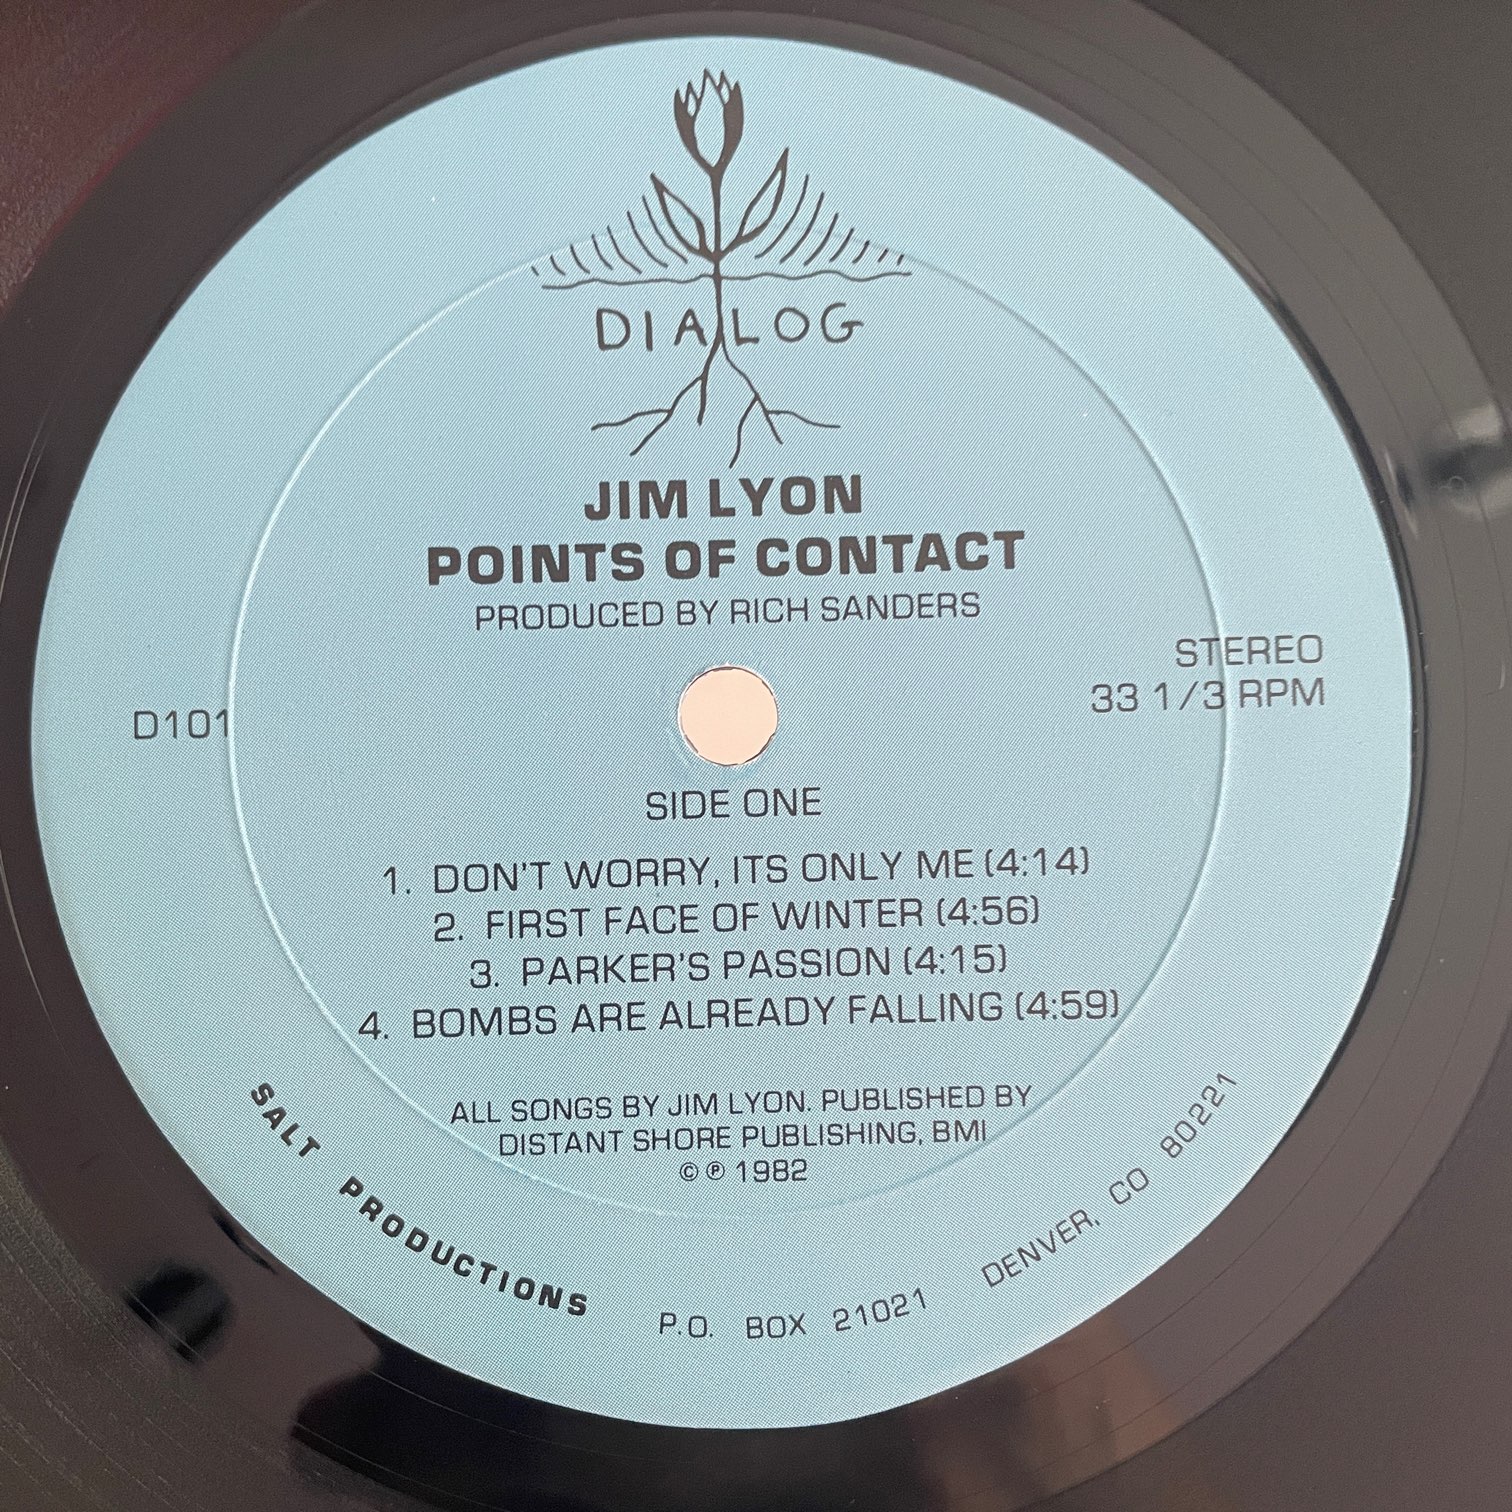 DIALOG
JIM LYON
POINTS OF CONTACT
PRODUCED BY RICH SANDERS
STEREO
33 1/3 RPM
D101
SIDE ONE
1. DON'T WORRY, ITS ONLY ME (4:14)
2. FIRST FACE OF WINTER (4:56)
3. PARKER'S PASSION (4:15)
4. BOMBS ARE ALREADY FALLING (4:59)
ALL SONGS BY JIM LYON. PUBLISHED BY
DISTANT SHORE PUBLISHING, BMI
© ℗ 1982
SALT PRODUCTIONS P.O. BOX 21021 DENVER, CO 80221